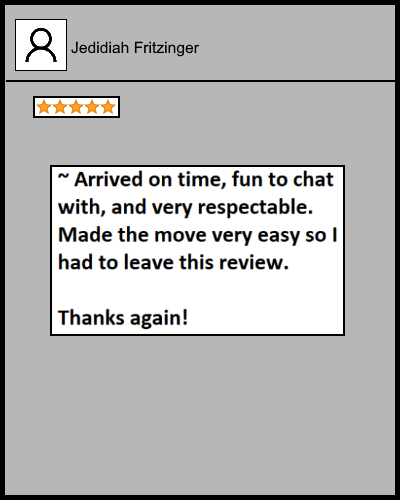 Jedidiah Fritzinger
~ Arrived on time, fun to chat
with, and very respectable.
Made the move very easy so I
had to leave this review.
Thanks again!